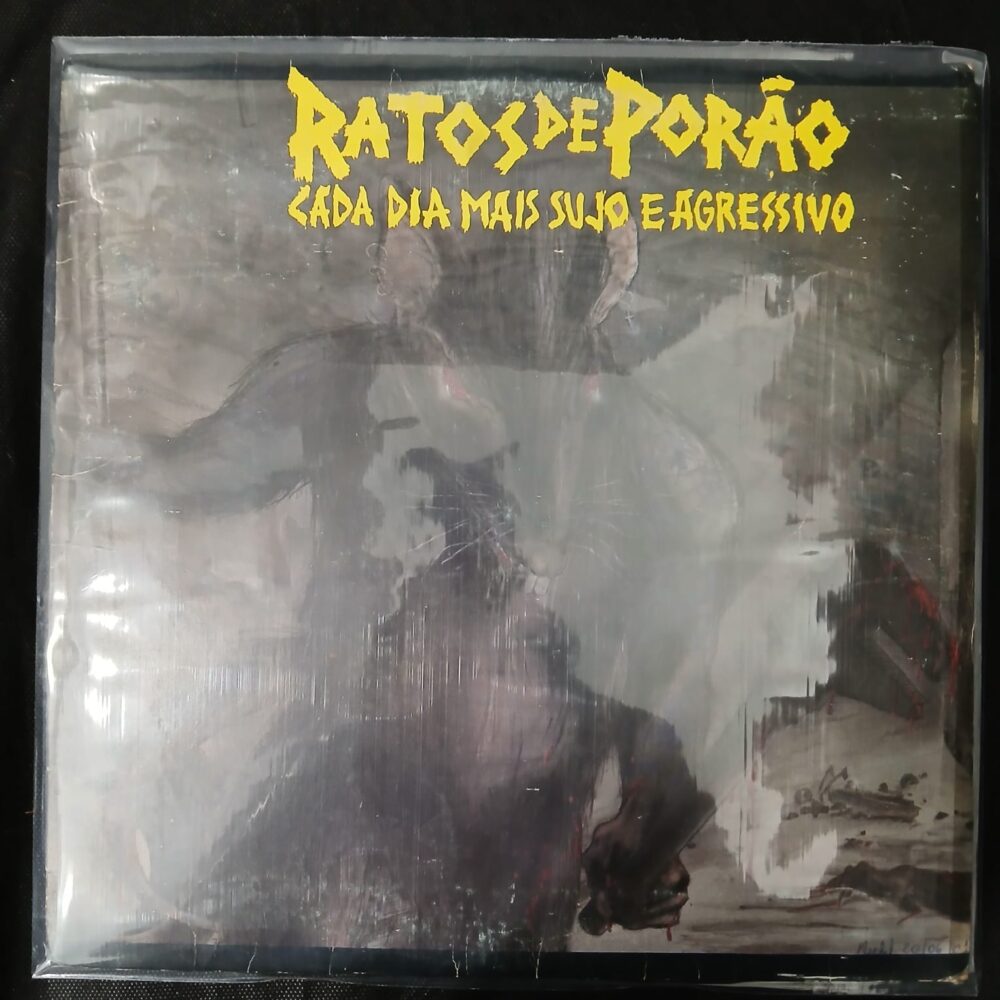 RATOS DE PORÃO
CADA DIA MAIS SUJO E AGRESSIVO